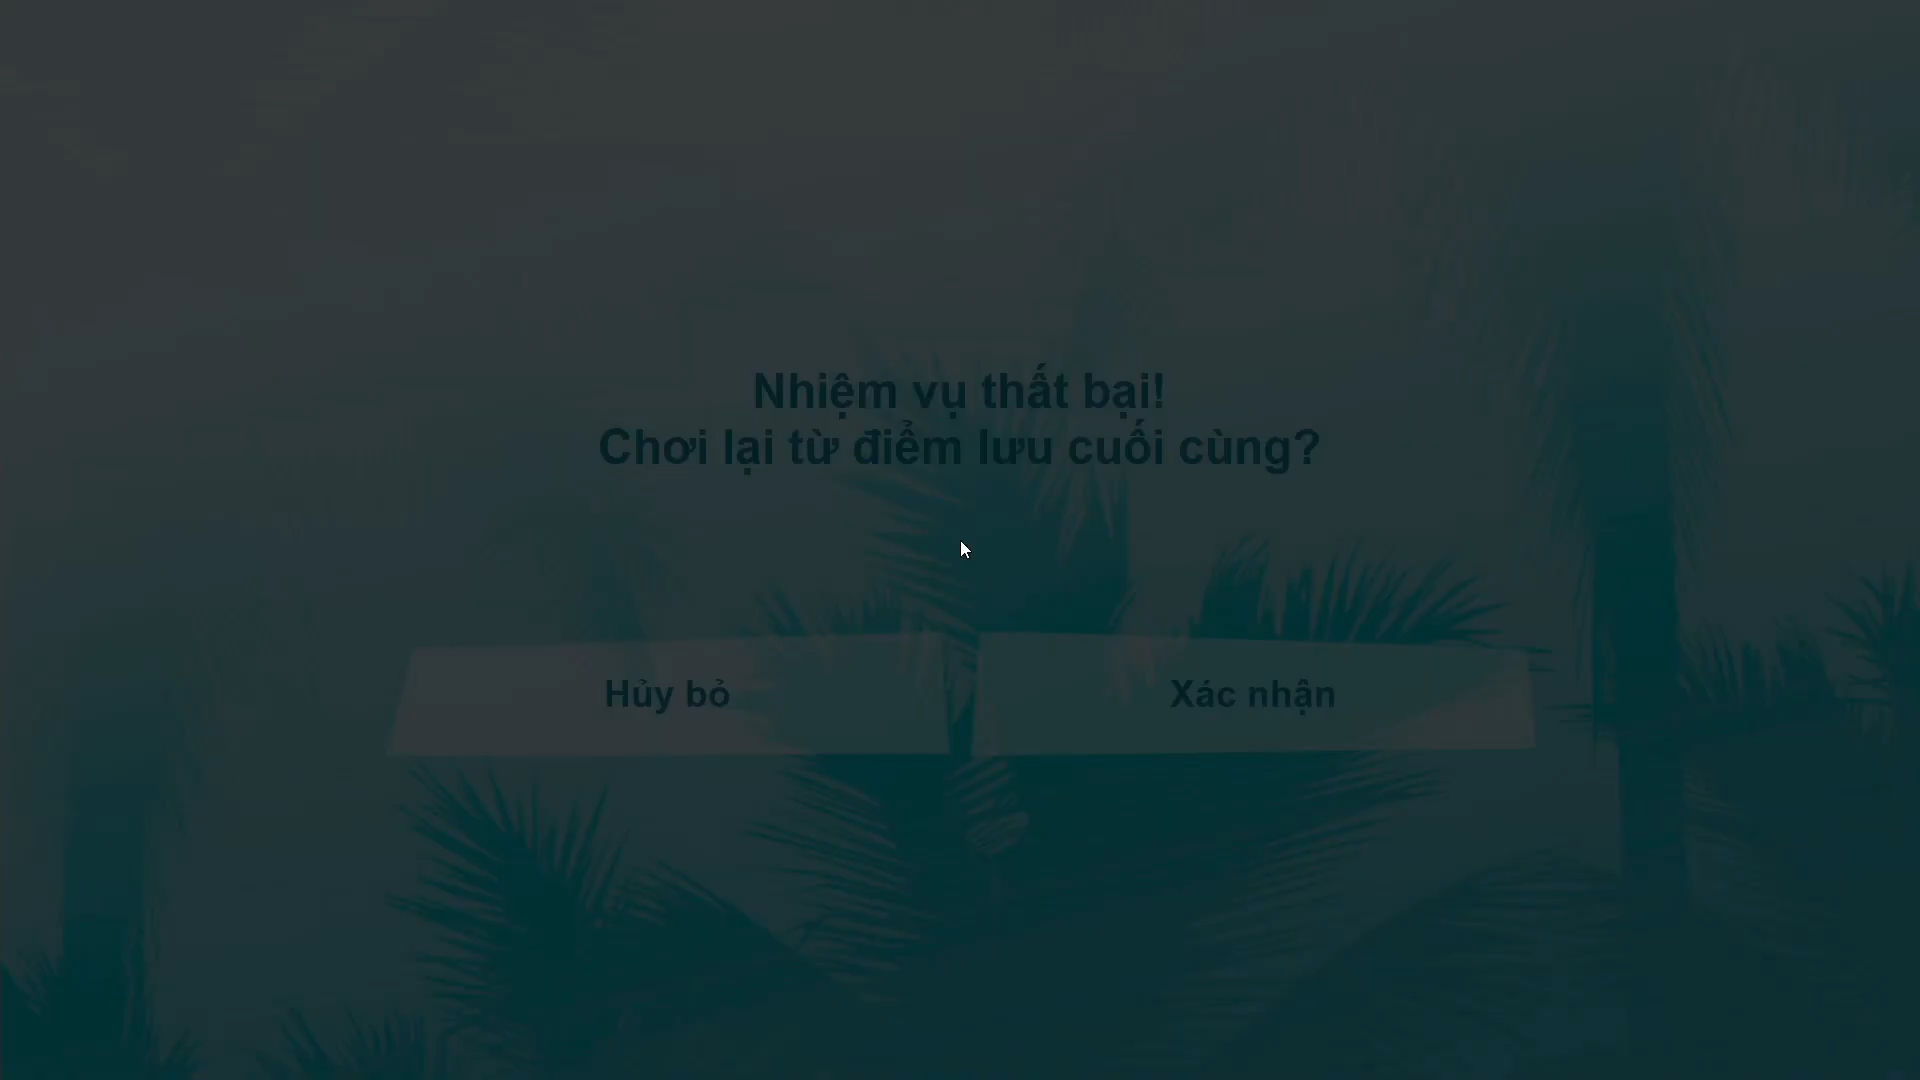 Nhiệm vụ thất bại!
Chơi lại từ điểm lưu cuối cùng?
Hủy bỏ
Xác nhận